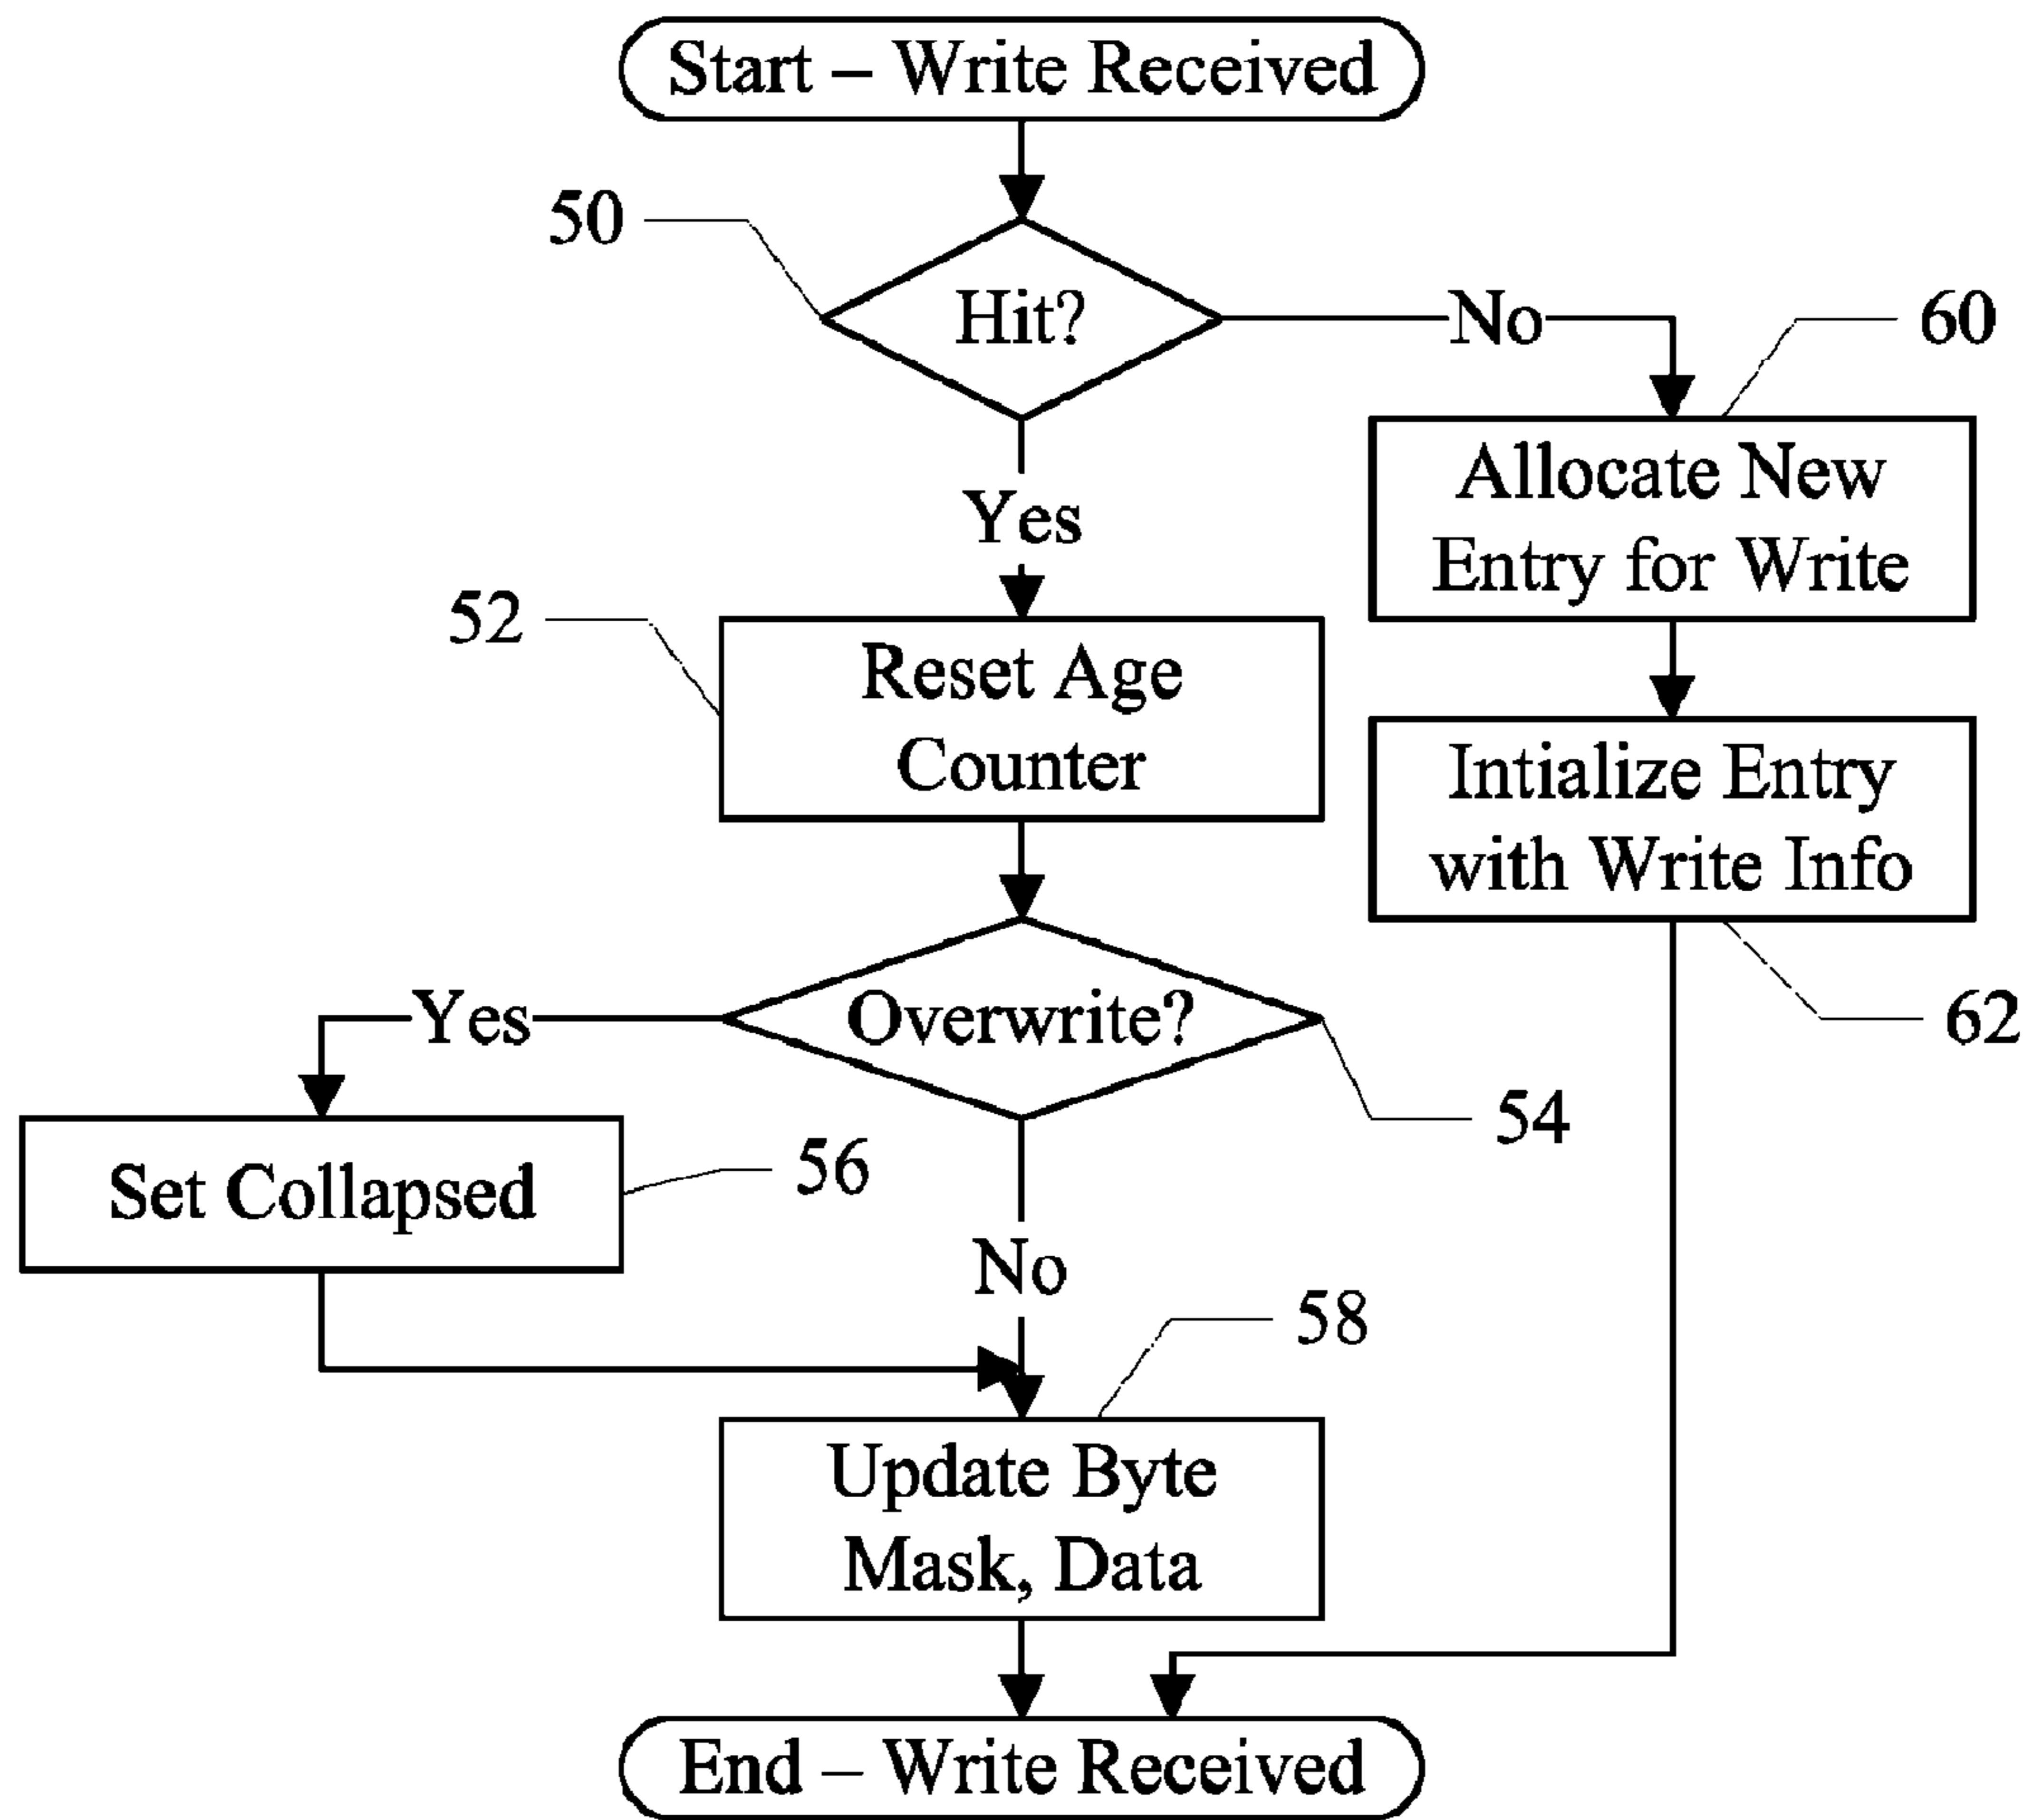 Start – Write Received
50
Hit?
No
60
Allocate New
Entry for Write
Yes
52
Reset Age
Counter
Intialize Entry
with Write Info
62
Overwrite?
Yes
54
Set Collapsed
56
No
58
Update Byte
Mask, Data
End – Write Received